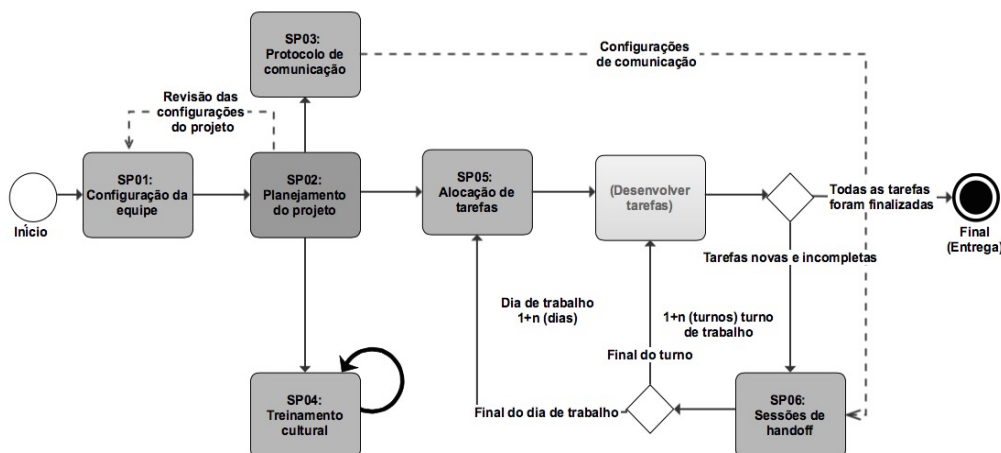 SP03:
Protocolo de
comunicação
Configurações
de comunicação
Revisão das
configurações
do projeto
SP01:
Configuração da
equipe
SP02:
Planejamento
do projeto
SP05:
Alocação de
tarefas
(Desenvolver
tarefas)
Todas as tarefas
foram finalizadas
Início
Final
(Entrega)
Tarefas novas e incompletas
Dia de trabalho
1+n (dias)
1+n (turnos) turno
de trabalho
Final do turno
SP04:
Treinamento
cultural
Final do dia de trabalho
SP06:
Sessões de
handoff